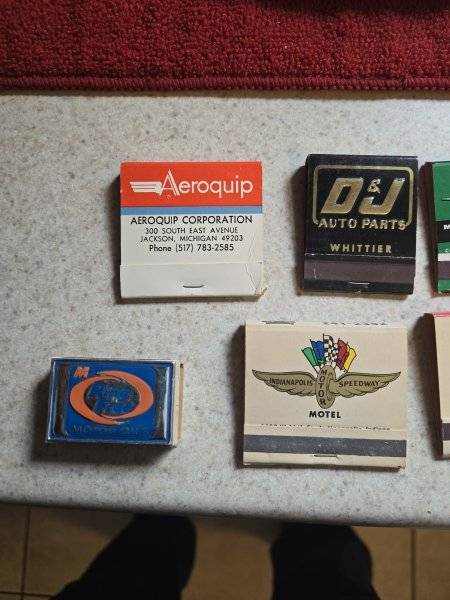 Aeroquip
AEROQUIP CORPORATION
300 SOUTH EAST AVENUE
JACKSON, MICHIGAN 49203
Phone (517) 783-2585
D&J
AUTO PARTS
WHITTIER
M
INDIANAPOLIS MOTOR SPEEDWAY
MOTEL
M